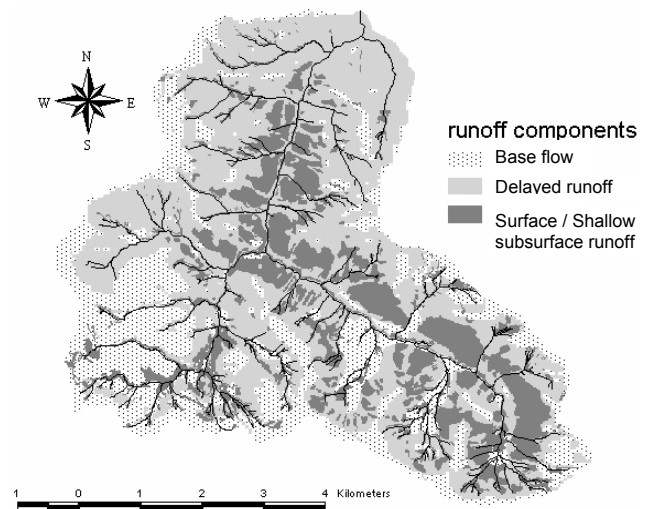 N
W E
S
runoff components
Base flow
Delayed runoff
Surface / Shallow
subsurface runoff
1 0 1 2 3 4 Kilometers